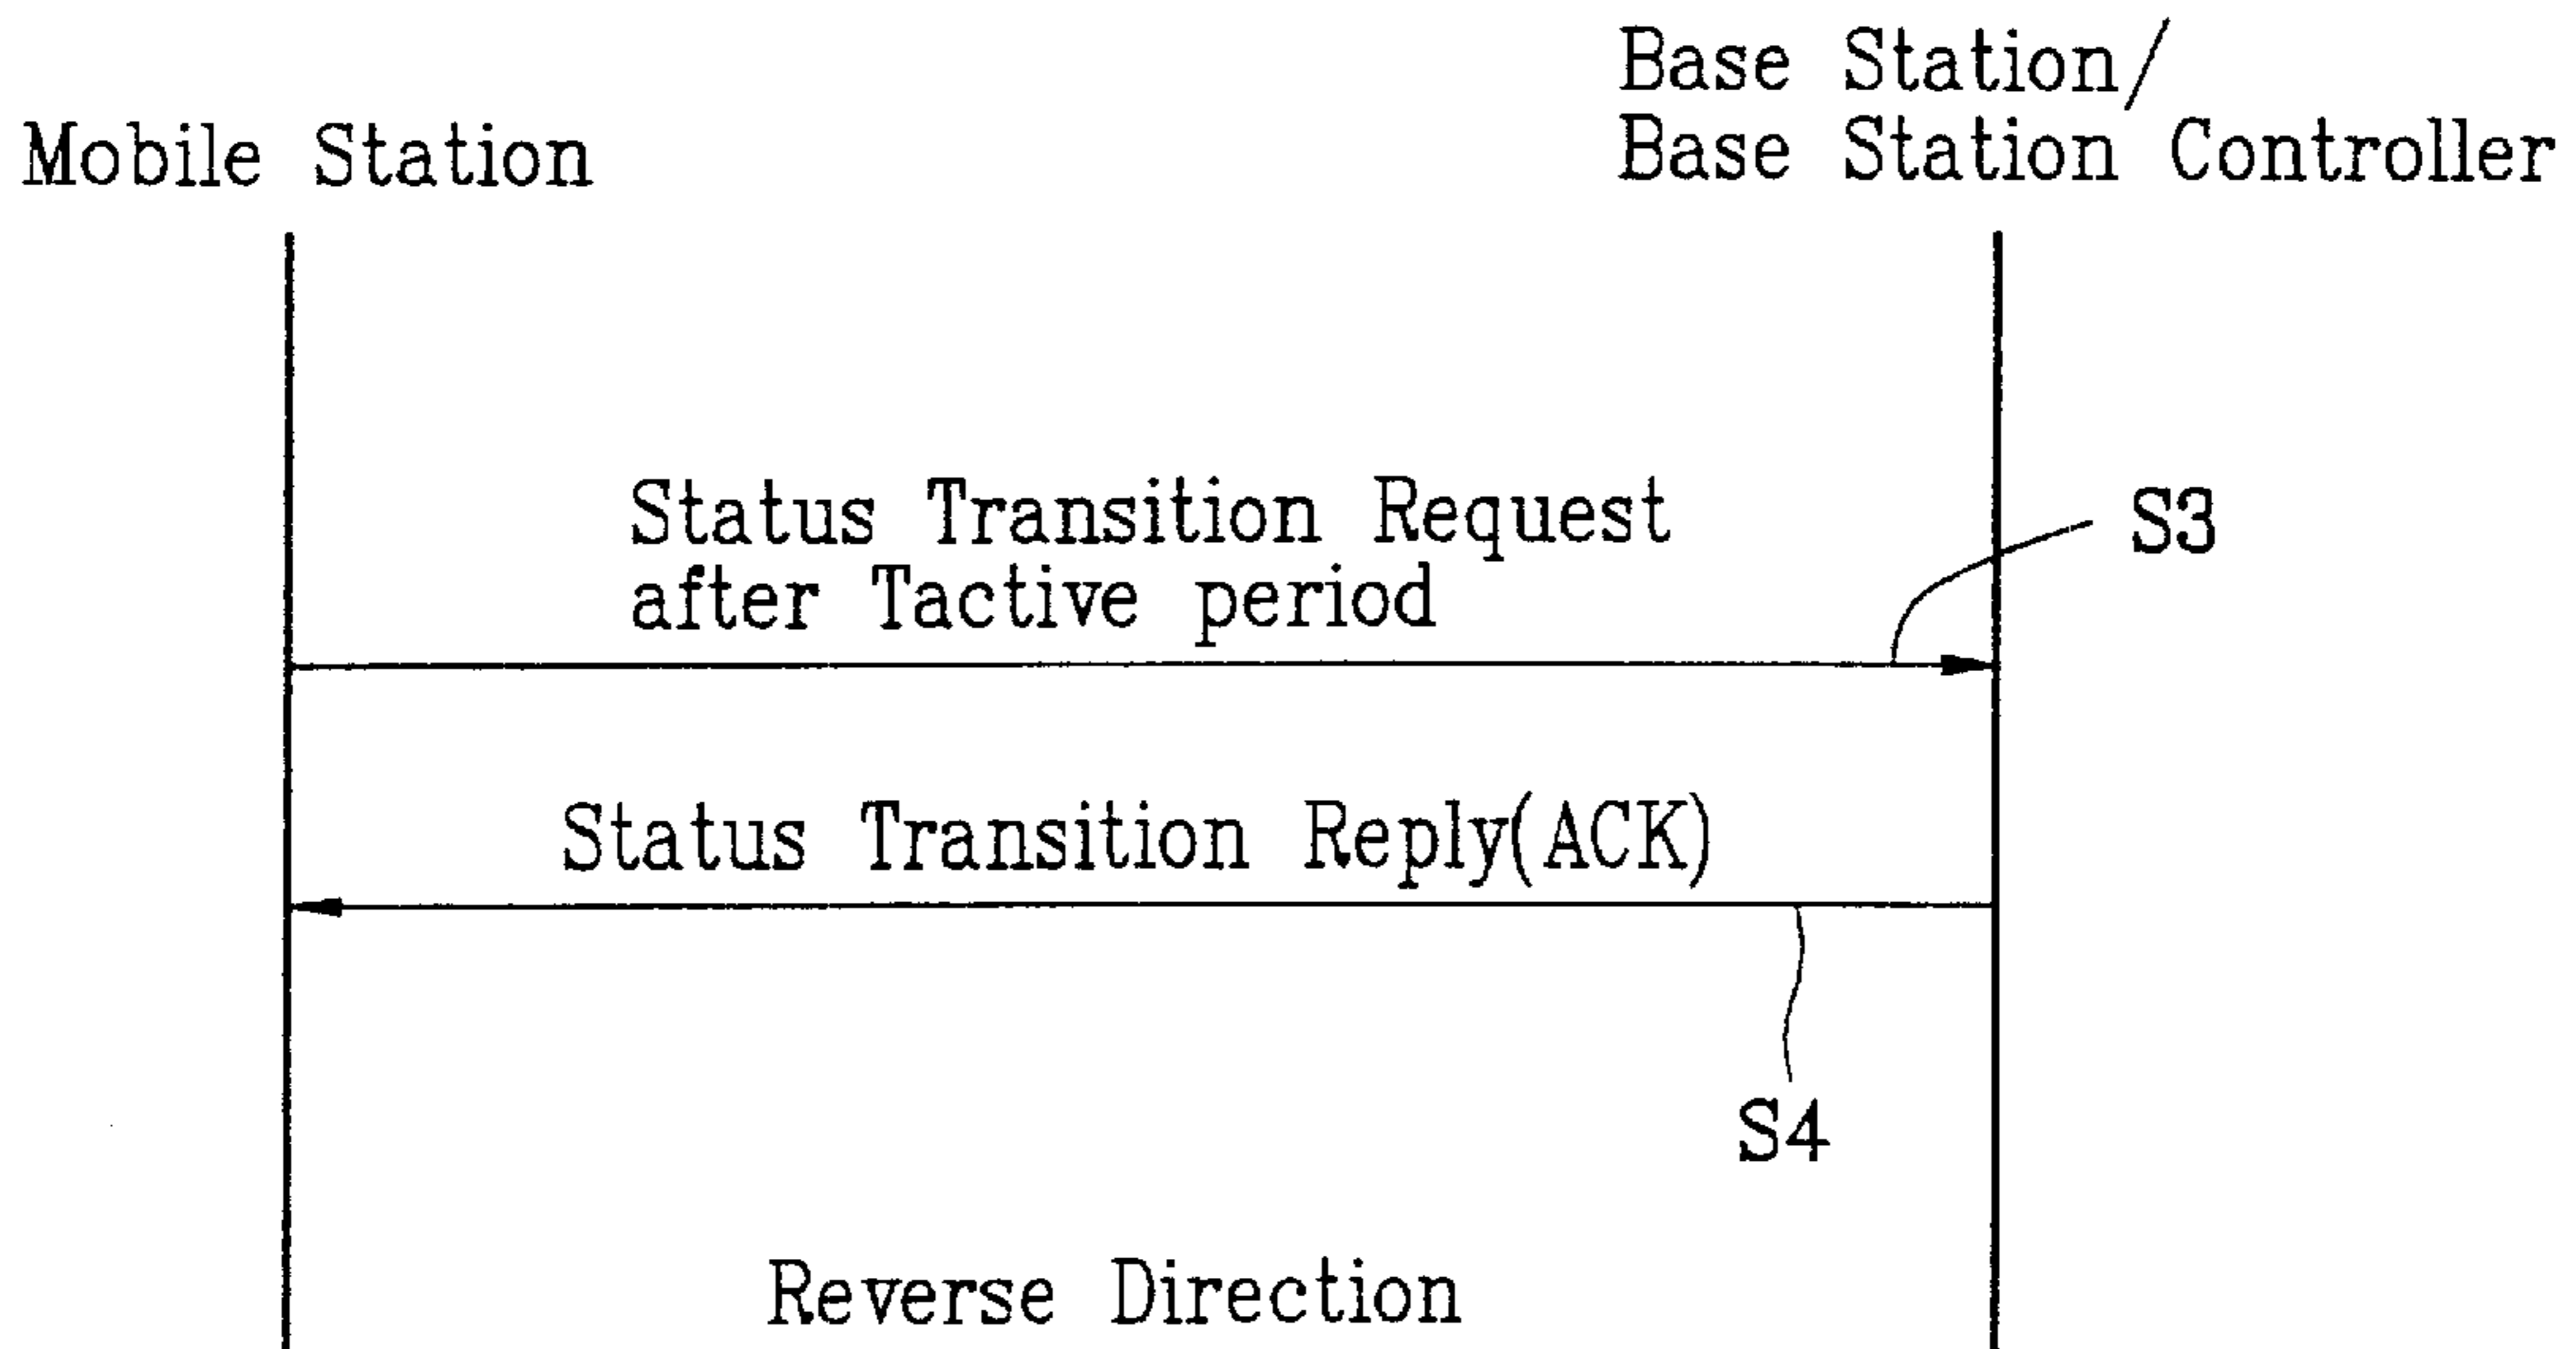 Base Station/
Mobile Station
Base Station Controller
Status Transition Request
after Tactive period
S3
Status Transition Reply(ACK)
S4
Reverse Direction